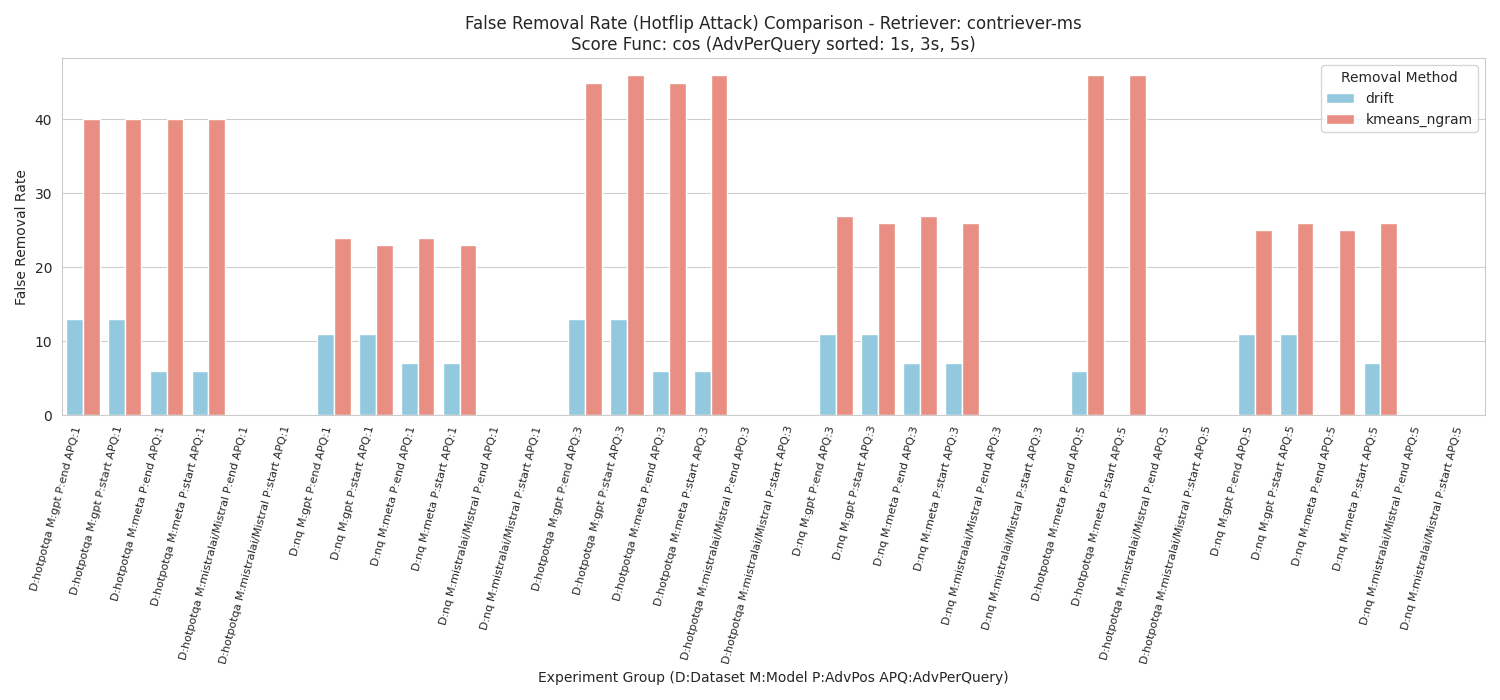 False Removal Rate (Hotflip Attack) Comparison - Retriever: contriever-ms
Score Func: cos (AdvPerQuery sorted: 1s, 3s, 5s)
Removal Method
drift
kmeans_ngram
False Removal Rate
40
30
20
10
0
D:hotpotqa M:gpt P:end APQ:1
D:hotpotqa M:gpt P:start APQ:1
D:hotpotqa M:meta P:end APQ:1
D:hotpotqa M:meta P:start APQ:1
D:hotpotqa M:mistralai/Mistral P:end APQ:1
D:hotpotqa M:mistralai/Mistral P:start APQ:1
D:nq M:gpt P:end APQ:1
D:nq M:gpt P:start APQ:1
D:nq M:meta P:end APQ:1
D:nq M:meta P:start APQ:1
D:nq M:mistralai/Mistral P:end APQ:1
D:nq M:mistralai/Mistral P:start APQ:1
D:hotpotqa M:gpt P:end APQ:3
D:hotpotqa M:gpt P:start APQ:3
D:hotpotqa M:meta P:end APQ:3
D:hotpotqa M:meta P:start APQ:3
D:hotpotqa M:mistralai/Mistral P:end APQ:3
D:hotpotqa M:mistralai/Mistral P:start APQ:3
D:nq M:gpt P:end APQ:3
D:nq M:gpt P:start APQ:3
D:nq M:meta P:end APQ:3
D:nq M:meta P:start APQ:3
D:nq M:mistralai/Mistral P:end APQ:3
D:nq M:mistralai/Mistral P:start APQ:3
D:hotpotqa M:meta P:end APQ:5
D:hotpotqa M:meta P:start APQ:5
D:hotpotqa M:mistralai/Mistral P:end APQ:5
D:hotpotqa M:mistralai/Mistral P:start APQ:5
D:nq M:gpt P:end APQ:5
D:nq M:gpt P:start APQ:5
D:nq M:meta P:end APQ:5
D:nq M:meta P:start APQ:5
D:nq M:mistralai/Mistral P:end APQ:5
D:nq M:mistralai/Mistral P:start APQ:5
Experiment Group (D:Dataset M:Model P:AdvPos APQ:AdvPerQuery)